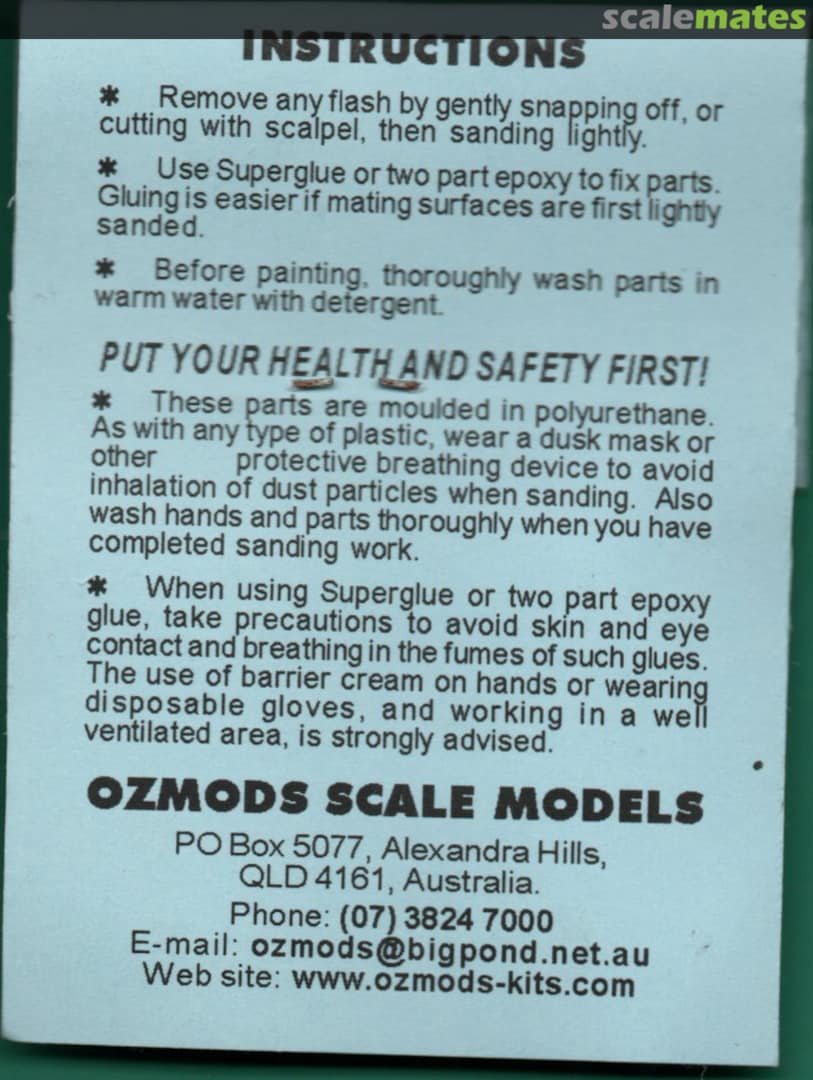 scalemates
INSTRUCTIONS
* Remove any flash by gently snapping off, or
cutting with scalpel, then sanding lightly.
* Use Superglue or two part epoxy to fix parts.
Gluing is easier if mating surfaces are first lightly
sanded.
* Before painting, thoroughly wash parts in
warm water with detergent.
PUT YOUR HEALTH AND SAFETY FIRST!
* These parts are moulded in polyurethane.
As with any type of plastic, wear a dusk mask or
other protective breathing device to avoid
inhalation of dust particles when sanding. Also
wash hands and parts thoroughly when you have
completed sanding work.
* When using Superglue or two part epoxy
glue, take precautions to avoid skin and eye
contact and breathing in the fumes of such glues.
The use of barrier cream on hands or wearing
disposable gloves, and working in a well
ventilated area, is strongly advised.
OZMODS SCALE MODELS
PO Box 5077, Alexandra Hills,
QLD 4161, Australia.
Phone: (07) 3824 7000
E-mail: ozmods@bigpond.net.au
Web site: www.ozmods-kits.com